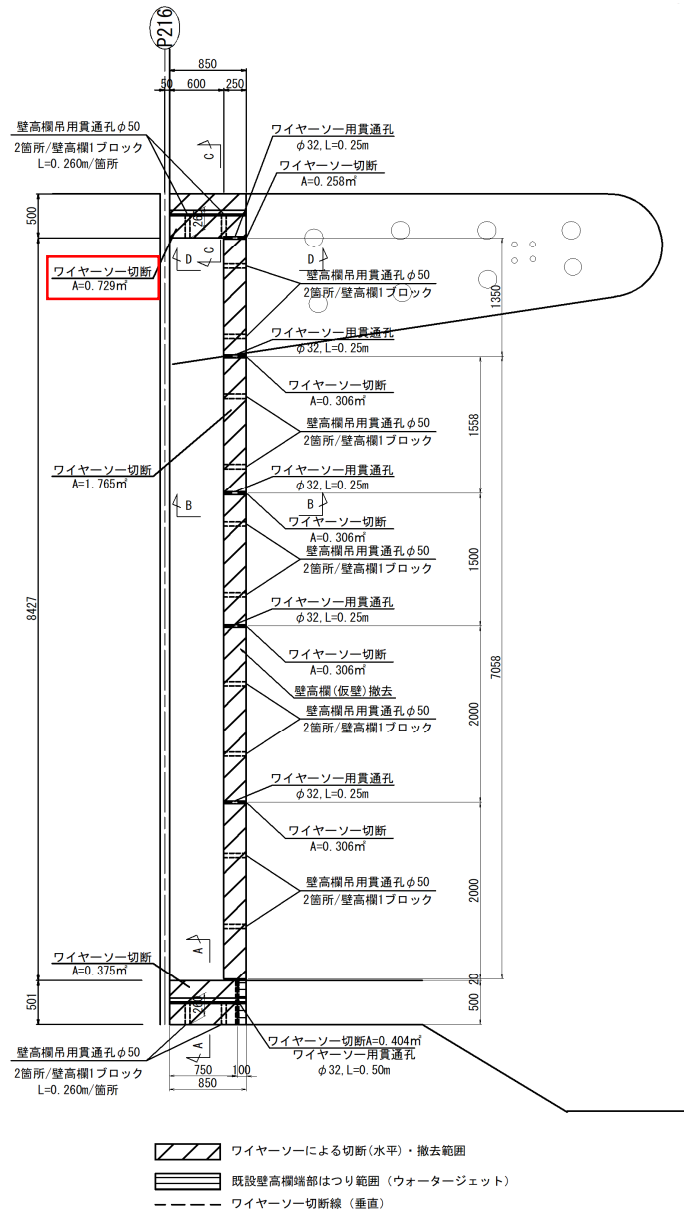 P216
850
50 600 250
壁高欄吊用貫通孔φ50
2箇所/壁高欄1ブロック
L=0.260m/箇所
C
ワイヤーソー用貫通孔
φ32,L=0.25m
ワイヤーソー切断
A=0.258㎡
500
260
C
D
D
ワイヤーソー切断
A=0.729㎡
壁高欄吊用貫通孔φ50
2箇所/壁高欄1ブロック
1350
ワイヤーソー用貫通孔
φ32,L=0.25m
ワイヤーソー切断
A=0.306㎡
壁高欄吊用貫通孔φ50
2箇所/壁高欄1ブロック
1558
ワイヤーソー切断
A=1.765㎡
ワイヤーソー用貫通孔
φ32,L=0.25m
B
B
ワイヤーソー切断
A=0.306㎡
壁高欄吊用貫通孔φ50
2箇所/壁高欄1ブロック
1500
8427
ワイヤーソー用貫通孔
φ32,L=0.25m
ワイヤーソー切断
A=0.306㎡
7058
壁高欄(仮壁)撤去
壁高欄吊用貫通孔φ50
2箇所/壁高欄1ブロック
2000
ワイヤーソー用貫通孔
φ32,L=0.25m
ワイヤーソー切断
A=0.306㎡
壁高欄吊用貫通孔φ50
2箇所/壁高欄1ブロック
2000
A
ワイヤーソー切断
A=0.375㎡
20
501
260
500
A
ワイヤーソー切断A=0.404㎡
ワイヤーソー用貫通孔
φ32,L=0.50m
壁高欄吊用貫通孔φ50
2箇所/壁高欄1ブロック
L=0.260m/箇所
750 100
850
ワイヤーソーによる切断(水平)・撤去範囲
既設壁高欄端部はつり範囲（ウォータージェット）
ワイヤーソー切断線（垂直）